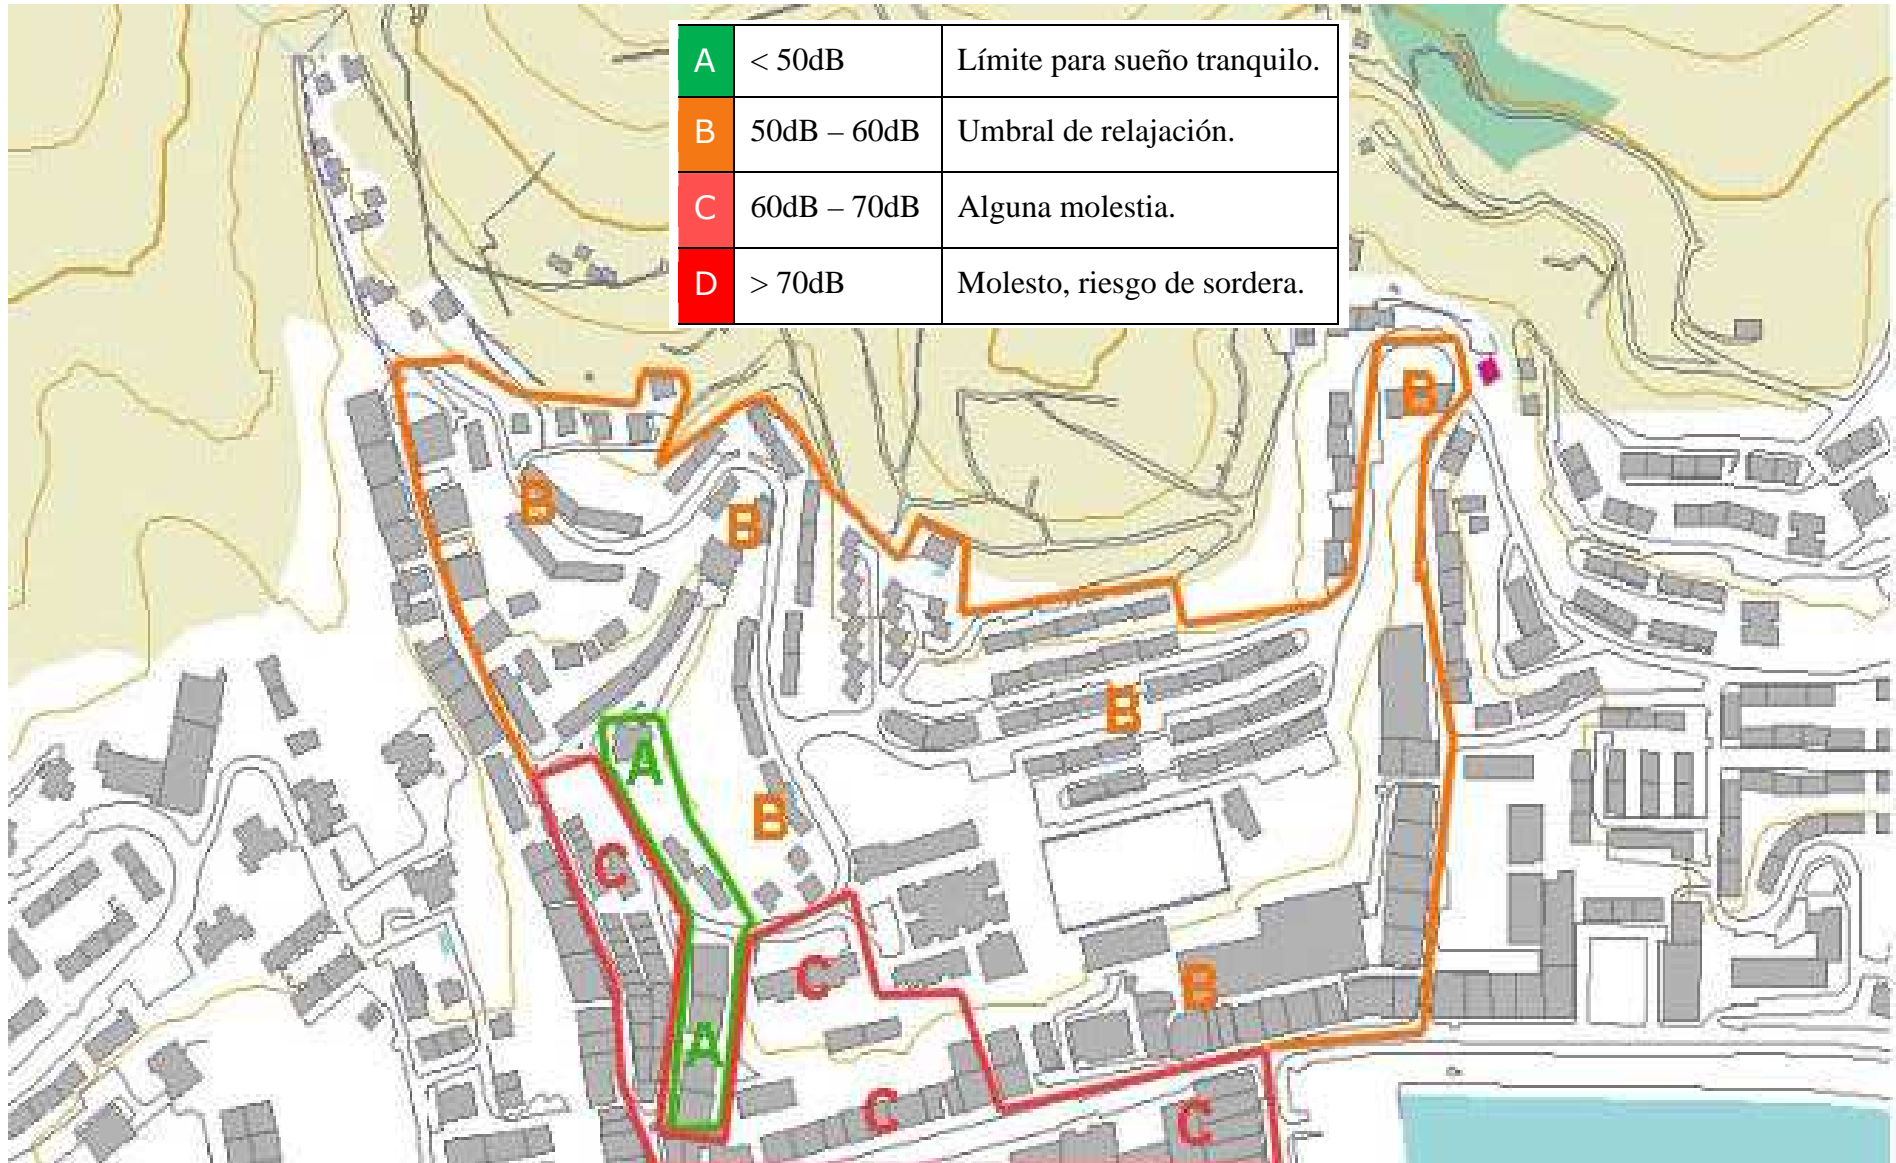 A < 50dB Límite para sueño tranquilo.
B 50dB – 60dB Umbral de relajación.
C 60dB – 70dB Alguna molestia.
D > 70dB Molesto, riesgo de sordera.
B
B
B
B
A
B
C
C
B
A
C
C